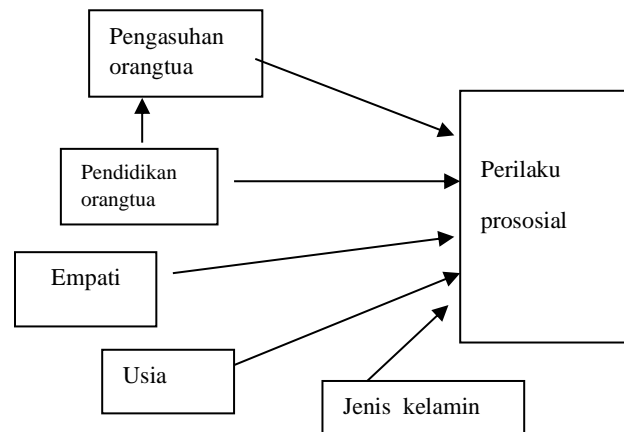 Pengasuhan
orangtua
Pendidikan
orangtua
Perilaku
prososial
Empati
Usia
Jenis kelamin